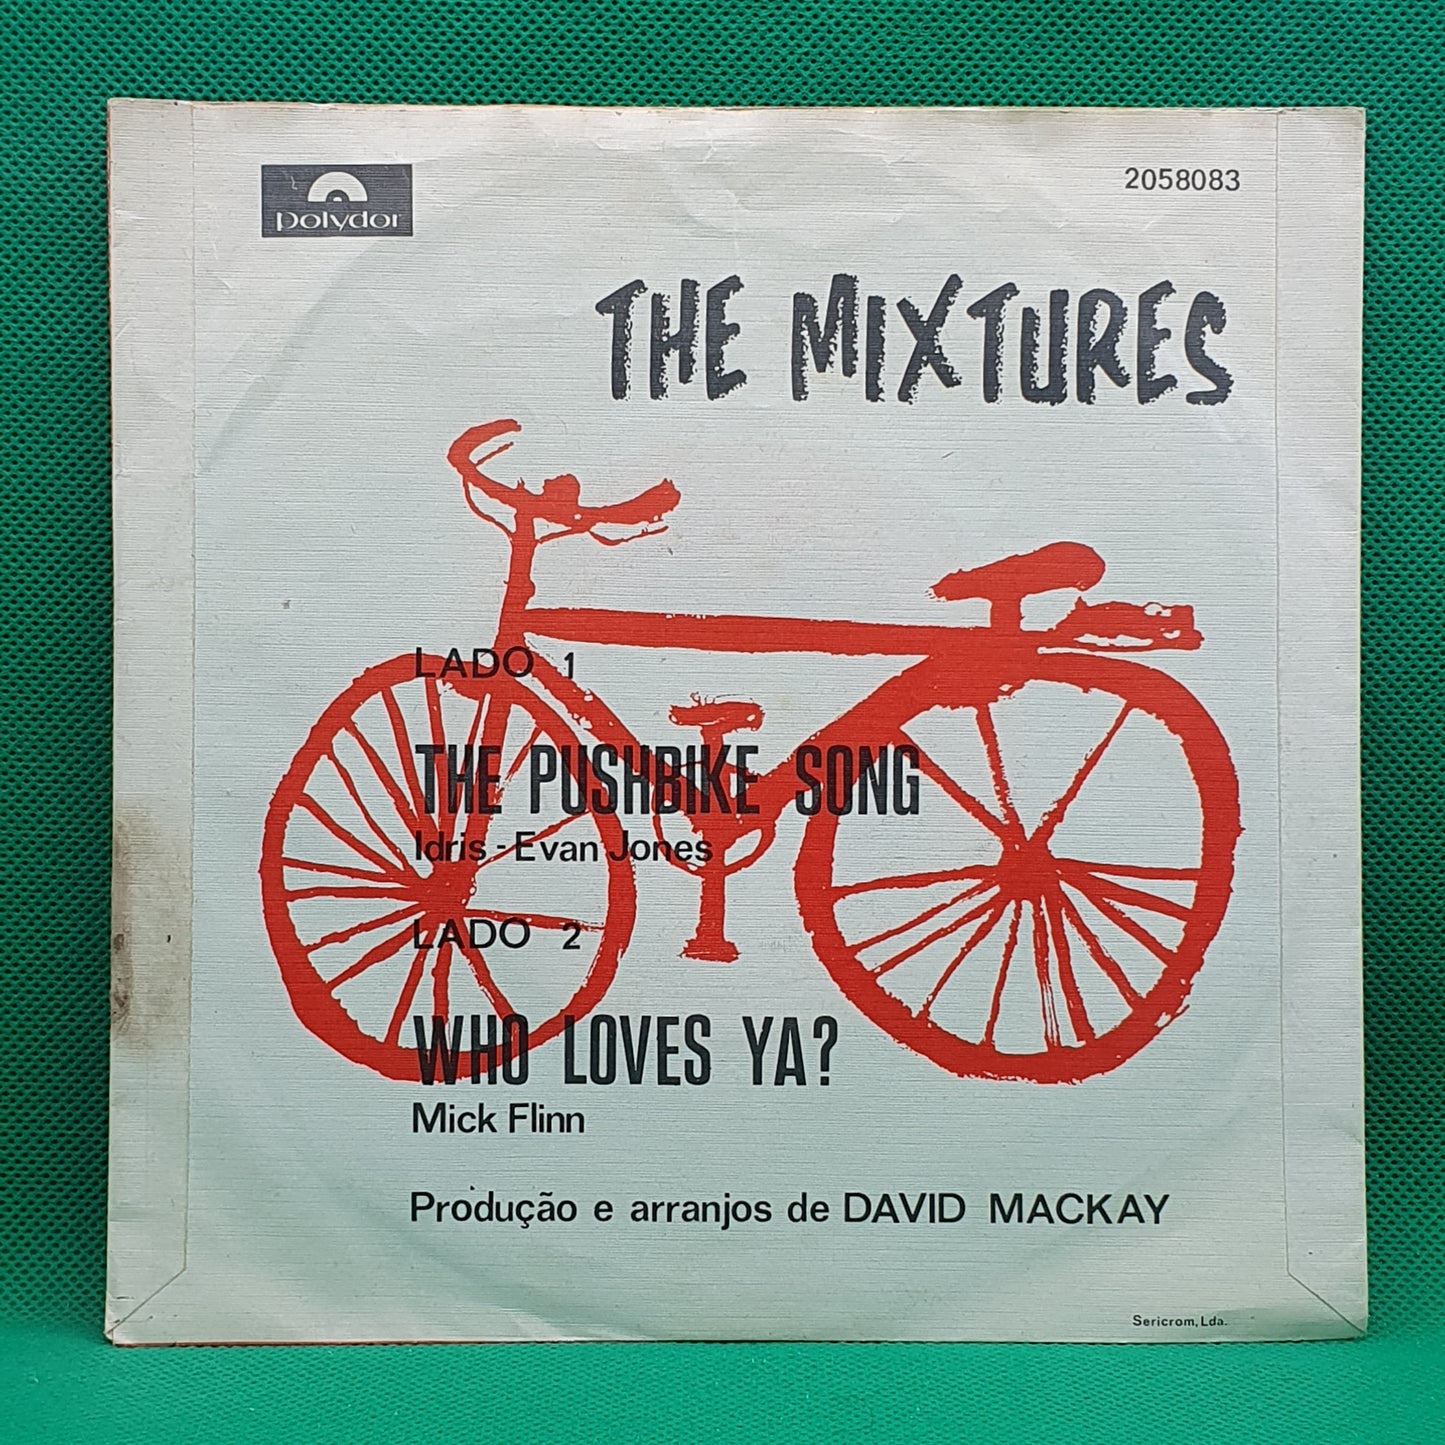 polydor
2058083
THE MIXTURES
LADO 1
THE PUSHBIKE SONG
Idris - Evan Jones
LADO 2
WHO LOVES YA?
Mick Flinn
Produção e arranjos de DAVID MACKAY
Sericrom, Lda.